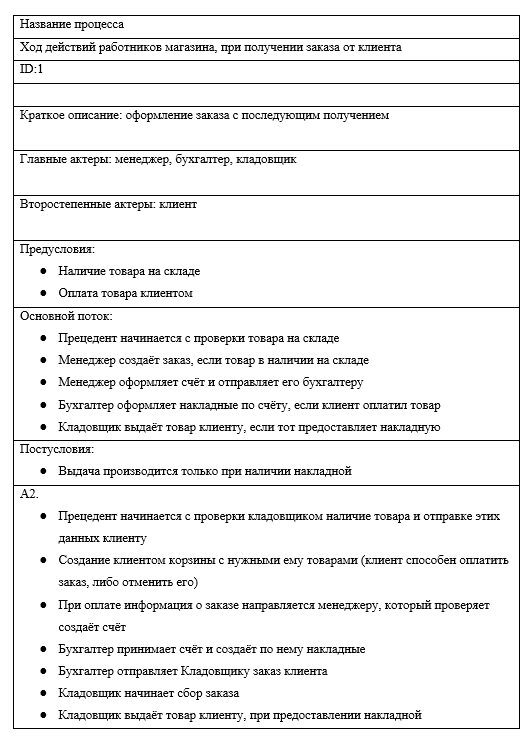 Название процесса
Ход действий работников магазина, при получении заказа от клиента
ID:1
Краткое описание: оформление заказа с последующим получением
Главные актеры: менеджер, бухгалтер, кладовщик
Второстепенные актеры: клиент
Предусловия:
● Наличие товара на складе
● Оплата товара клиентом
Основной поток:
● Прецедент начинается с проверки товара на складе
● Менеджер создаёт заказ, если товар в наличии на складе
● Менеджер оформляет счёт и отправляет его бухгалтеру
● Бухгалтер оформляет накладные по счёту, если клиент оплатил товар
● Кладовщик выдаёт товар клиенту, если тот предоставляет накладную
Постусловия:
● Выдача производится только при наличии накладной
А2.
● Прецедент начинается с проверки кладовщиком наличие товара и отправке этих
данных клиенту
● Создание клиентом корзины с нужными ему товарами (клиент способен оплатить
заказ, либо отменить его)
● При оплате информация о заказе направляется менеджеру, который проверяет
создаёт счёт
● Бухгалтер принимает счёт и создаёт по нему накладные
● Бухгалтер отправляет Кладовщику заказ клиента
● Кладовщик начинает сбор заказа
● Кладовщик выдаёт товар клиенту, при предоставлении накладной